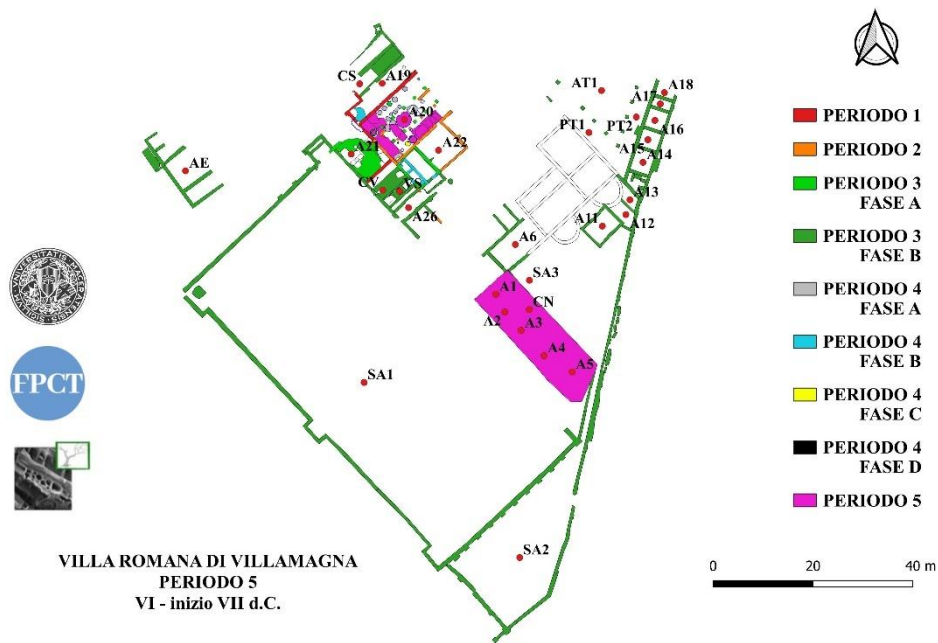 CS
A19
A20
A21
A22
CV
VS
A26
AE
AT1
A18
A17
PT1
PT2
A16
A15
A14
A13
A12
A11
A6
SA3
A1
CN
A2
A3
A4
A5
SA1
SA2
PERIODO 1
PERIODO 2
PERIODO 3
FASE A
PERIODO 3
FASE B
PERIODO 4
FASE A
PERIODO 4
FASE B
PERIODO 4
FASE C
PERIODO 4
FASE D
PERIODO 5
FPCT
VILLA ROMANA DI VILLAMAGNA
PERIODO 5
VI - inizio VII d.C.
0 20 40 m